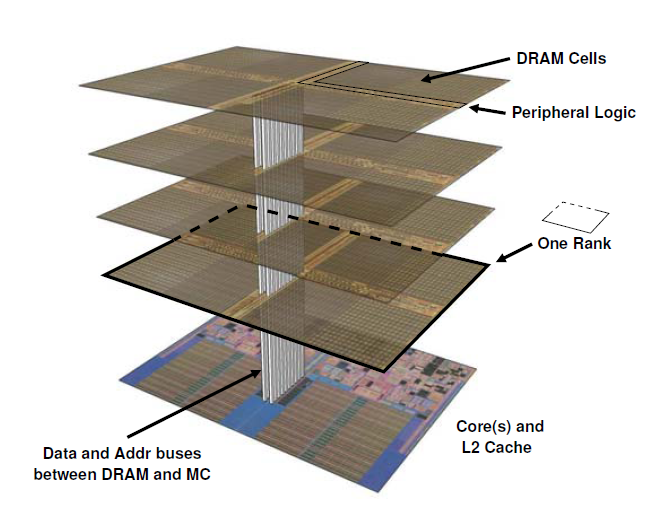 DRAM Cells
Peripheral Logic
One Rank
Core(s) and
L2 Cache
Data and Addr buses
between DRAM and MC